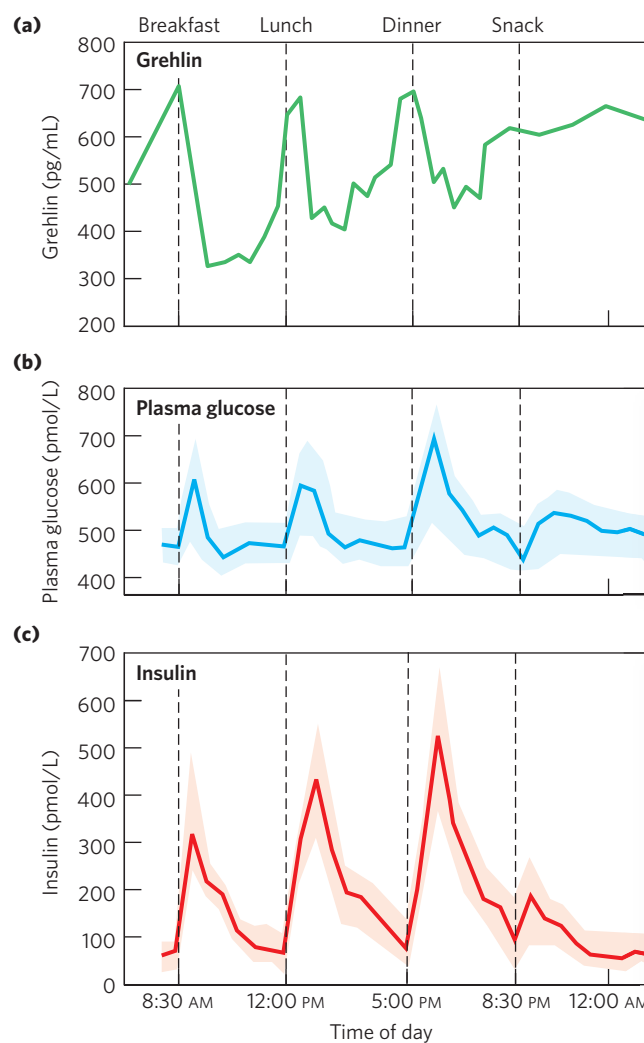 (a) Breakfast Lunch Dinner Snack
800
Grehlin
700
600
500
400
300
200
Grehlin (pg/mL)
(b)
800
Plasma glucose
700
600
500
400
Plasma glucose (pmol/L)
(c)
700
Insulin
600
500
400
300
200
100
0
Insulin (pmol/L)
8:30 AM 12:00 PM 5:00 PM 8:30 PM 12:00 AM
Time of day